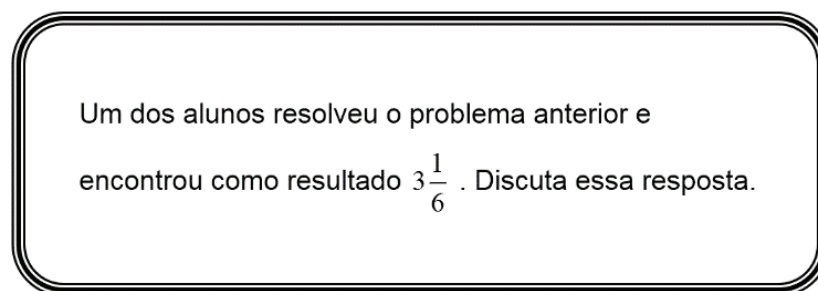 Um dos alunos resolveu o problema anterior e
encontrou como resultado 3 1/6 . Discuta essa resposta.